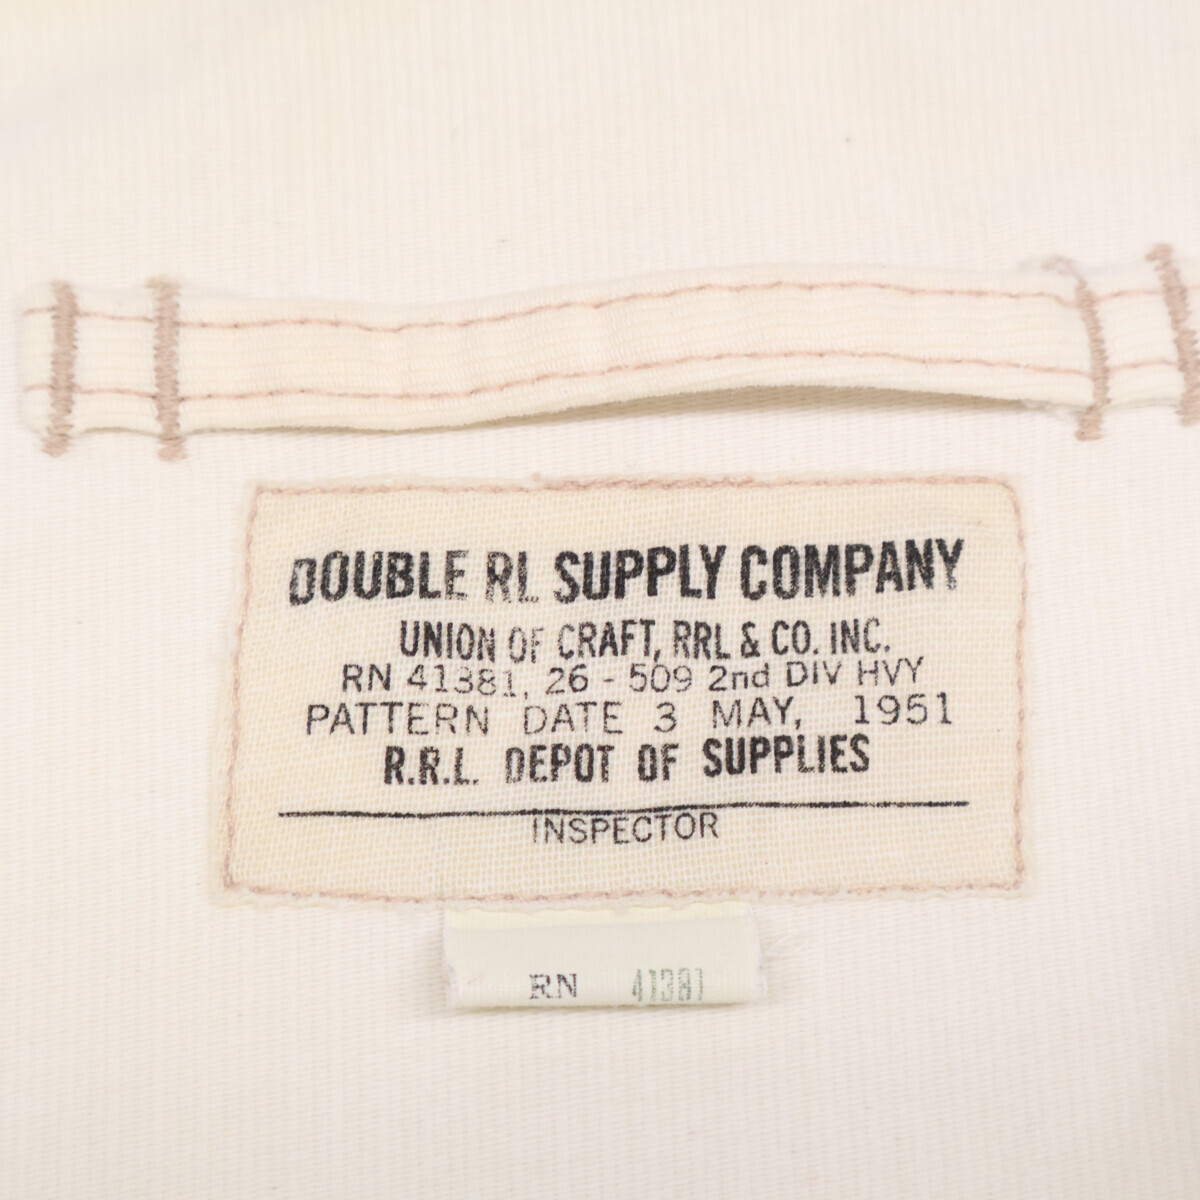 DOUBLE RL SUPPLY COMPANY
UNION OF CRAFT, RRL & CO. INC.
RN 41381, 26 - 509 2nd DIV HVY
PATTERN DATE 3 MAY, 1951
R.R.L. DEPOT OF SUPPLIES
INSPECTOR
RN 41381